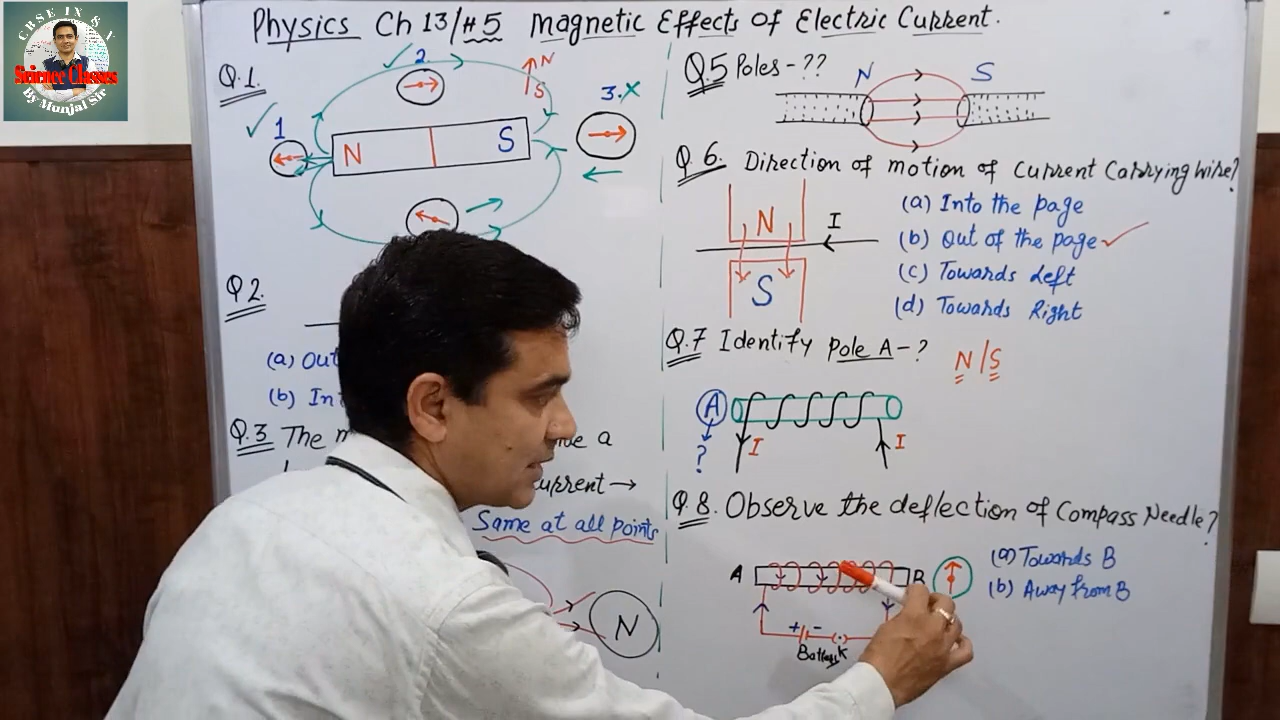 CBSE IX & X
Science Classes
By Munjal Sir
Physics Ch 13/#5 Magnetic Effects of Electric Current.
Q.1
1
2.
N
S
3. x
N S
Q2.
(a) Out
(b) Int
Q.3 The m
a
current →
Same at all points
N
Q.5 Poles - ??
N S
Q.6. Direction of motion of Current Carrying wire?
N
I
S
(a) Into the page
(b) Out of the page
(c) Towards Left
(d) Towards Right
Q.7 Identify Pole A - ?
N/S
A
?
I I
Q.8. Observe the deflection of Compass Needle?
A B
+ -
Battery K
(a) Towards B
(b) Away from B